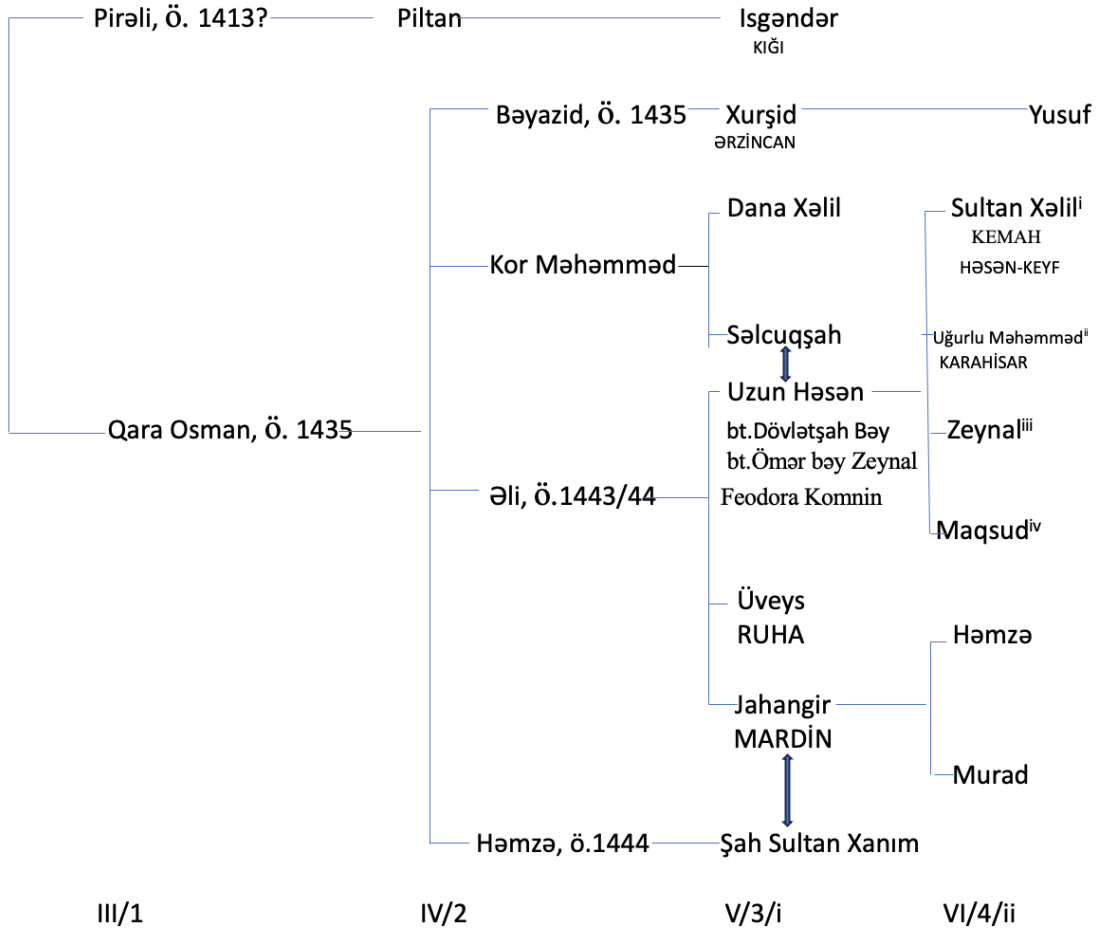 Pirəli, Ö. 1413? Piltan Isgəndər
KIĞI
Bəyazid, Ö. 1435 Xurşid Yusuf
ƏRZİNCAN
Dana Xəlil Sultan Xəlilⁱ
KEMAH
Kor Məhəmməd HƏSƏN-KEYF
Səlcuqşah Uğurlu Məhəmmədⁱⁱ
KARAHİSAR
Uzun Həsən
Qara Osman, Ö. 1435 bt.Dövlətşah Bəy Zeynalⁱⁱⁱ
bt.Ömər bəy Zeynal
Əli, Ö.1443/44 Feodora Komnin
Maqsudⁱᵛ
Üveys
RUHA Həmzə
Jahangir
MARDİN
Murad
Həmzə, ö.1444 Şah Sultan Xanım
III/1 IV/2 V/3/i VI/4/ii